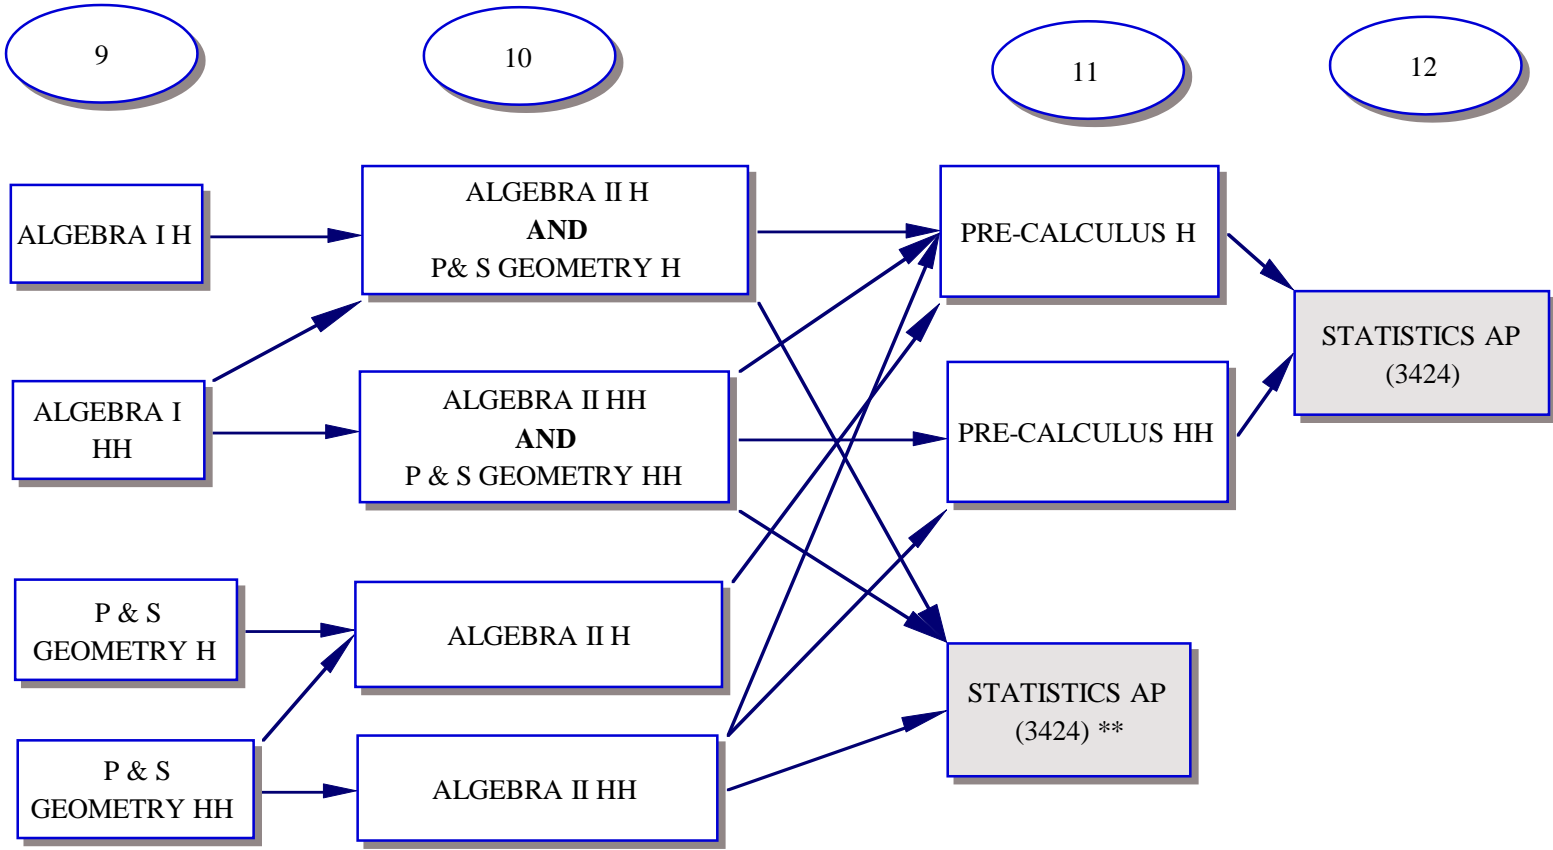 9
10
11
12
ALGEBRA I H
ALGEBRA II H
AND
P& S GEOMETRY H
PRE-CALCULUS H
STATISTICS AP
(3424)
ALGEBRA I
HH
ALGEBRA II HH
AND
P & S GEOMETRY HH
PRE-CALCULUS HH
P & S
GEOMETRY H
ALGEBRA II H
STATISTICS AP
(3424) **
P & S
GEOMETRY HH
ALGEBRA II HH